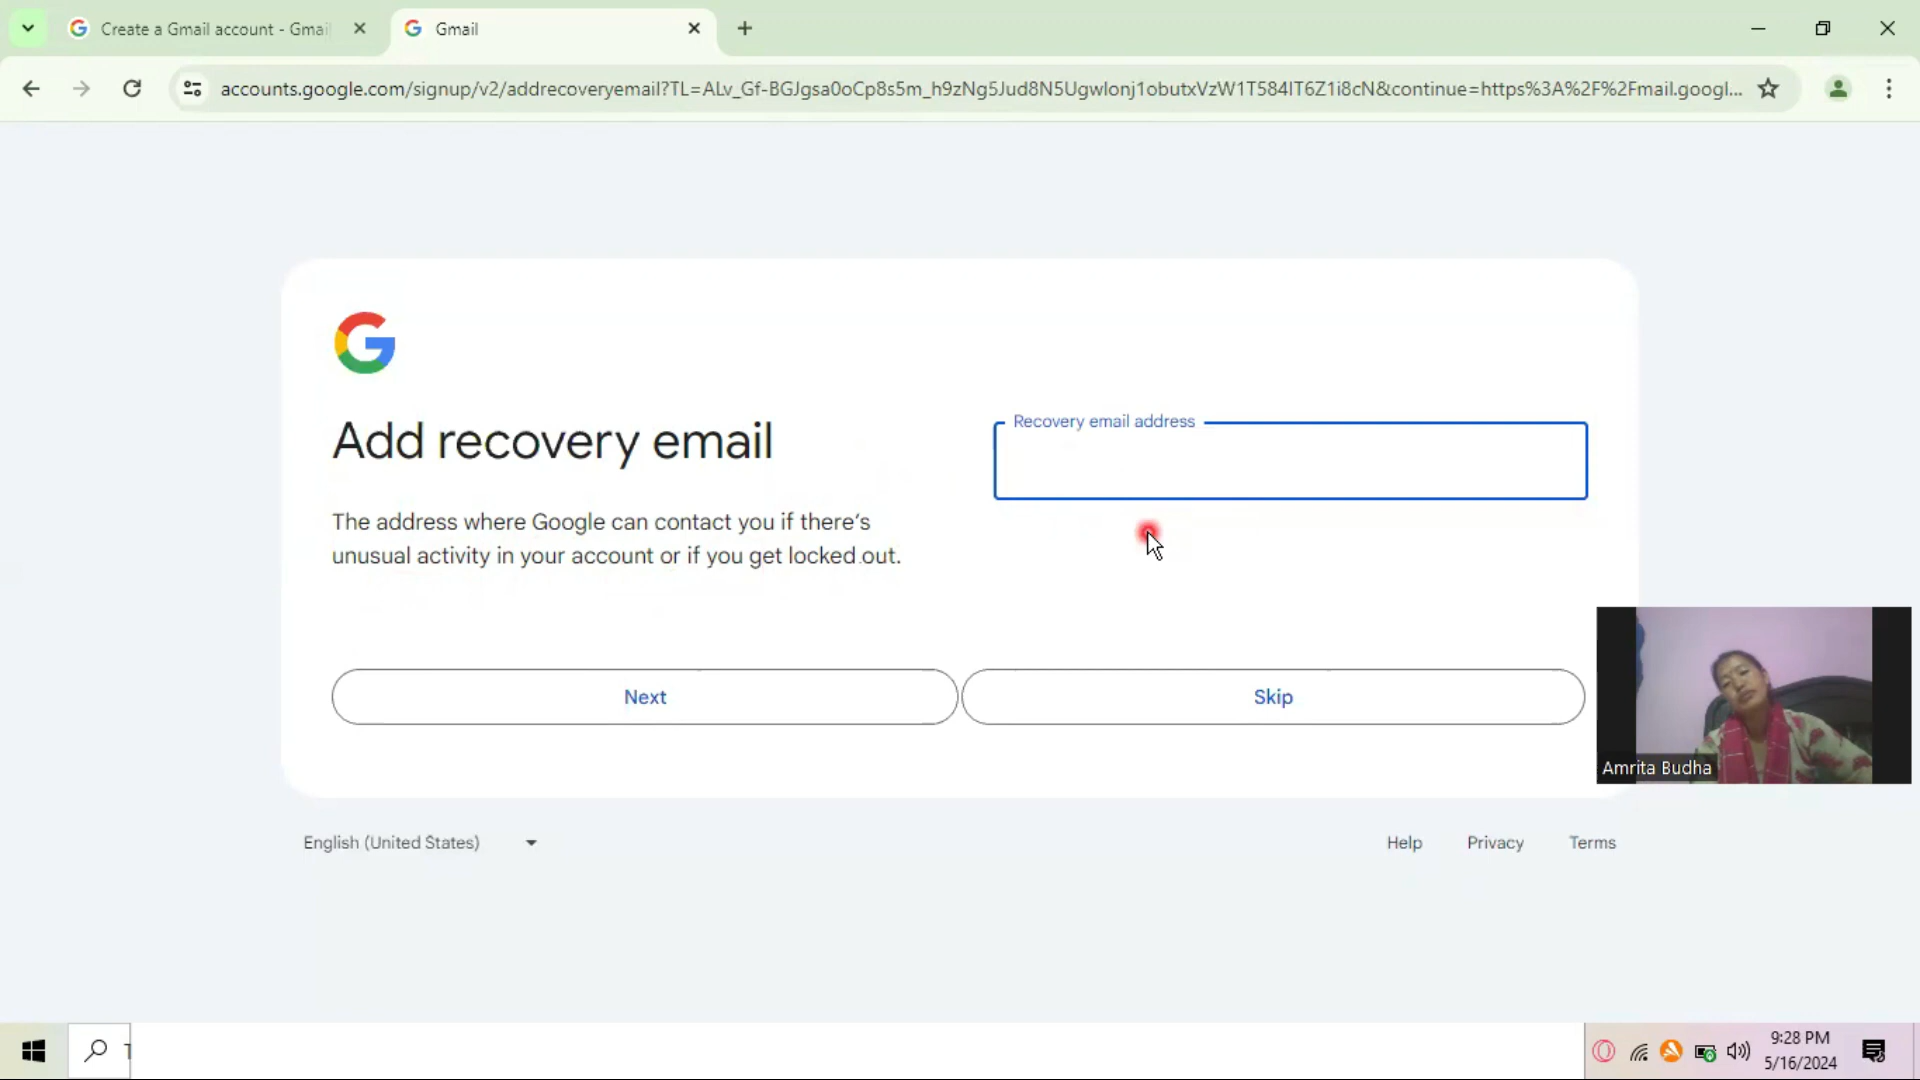 Create a Gmail account - Gmai
Gmail
accounts.google.com/signup/v2/addrecoveryemail?TL=ALv_Gf-BGJgsa0oCp8s5m_h9zNg5Jud8N5Ugwlonj1obutxVzW1T584IT6Z1i8cN&continue=https%3A%2F%2Fmail.googl...
Add recovery email
The address where Google can contact you if there's
unusual activity in your account or if you get locked out.
Recovery email address
Next
Skip
Amrita Budha
English (United States)
Help
Privacy
Terms
T
9:28 PM
5/16/2024